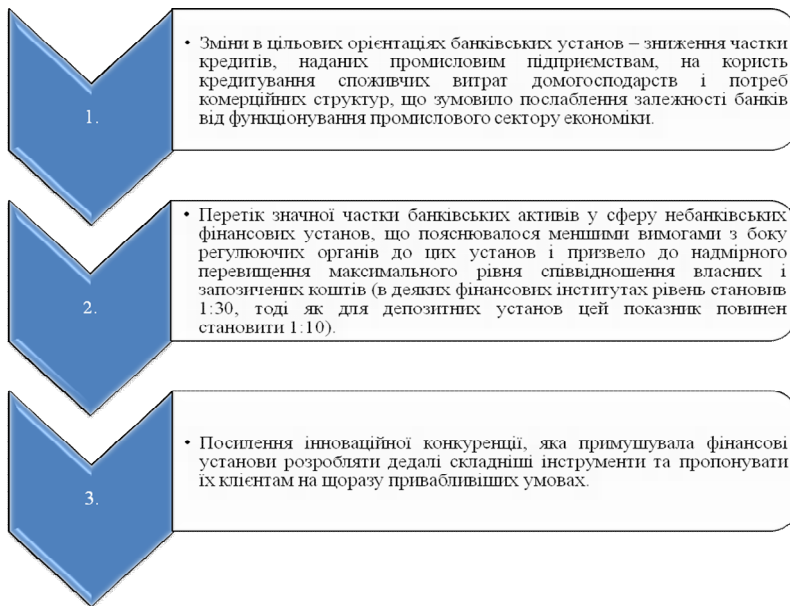 1.
• Зміни в цільових орієнтаціях банківських установ – зниження частки
кредитів, наданих промисловим підприємствам, на користь
кредитування споживчих витрат домогосподарств і потреб
комерційних структур, що зумовило послаблення залежності банків
від функціонування промислового сектору економіки.
2.
• Перетік значної частки банківських активів у сферу небанківських
фінансових установ, що пояснювалося меншими вимогами з боку
регулюючих органів до цих установ і призвело до надмірного
перевищення максимального рівня співвідношення власних і
запозичених коштів (в деяких фінансових інститутах рівень становив
1:30, тоді як для депозитних установ цей показник повинен
становити 1:10).
3.
• Посилення інноваційної конкуренції, яка примушувала фінансові
установи розробляти дедалі складніші інструменти та пропонувати
їх клієнтам на щоразу привабливіших умовах.